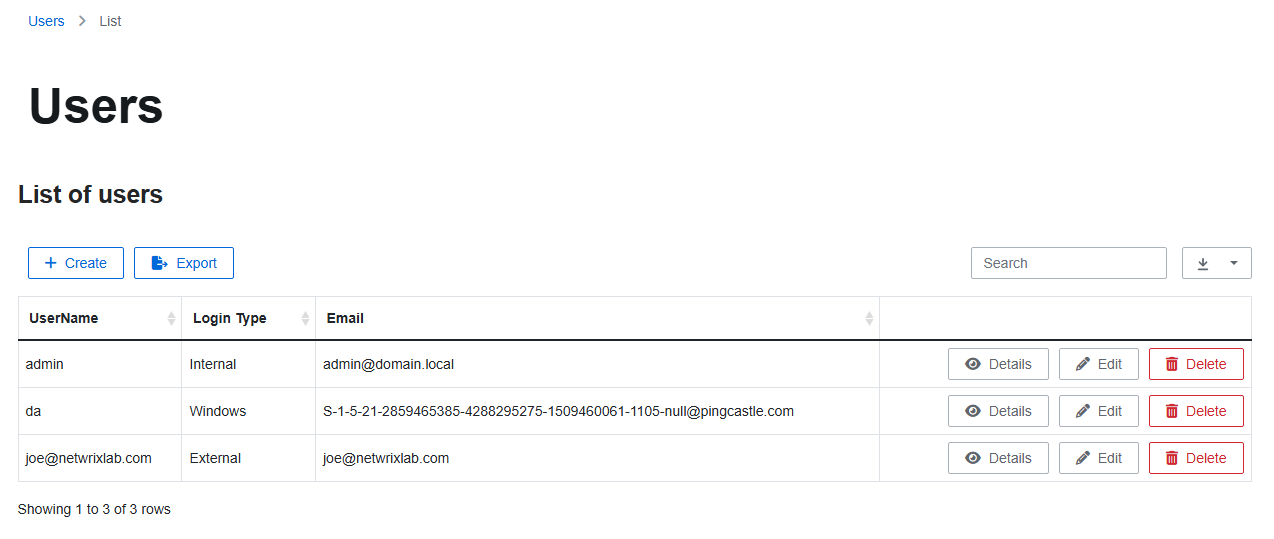 Users > List
Users
List of users
Create Export Search
UserName Login Type Email
admin Internal admin@domain.local Details Edit Delete
da Windows S-1-5-21-2859465385-4288295275-1509460061-1105-null@pingcastle.com Details Edit Delete
joe@netwrixlab.com External joe@netwrixlab.com Details Edit Delete
Showing 1 to 3 of 3 rows